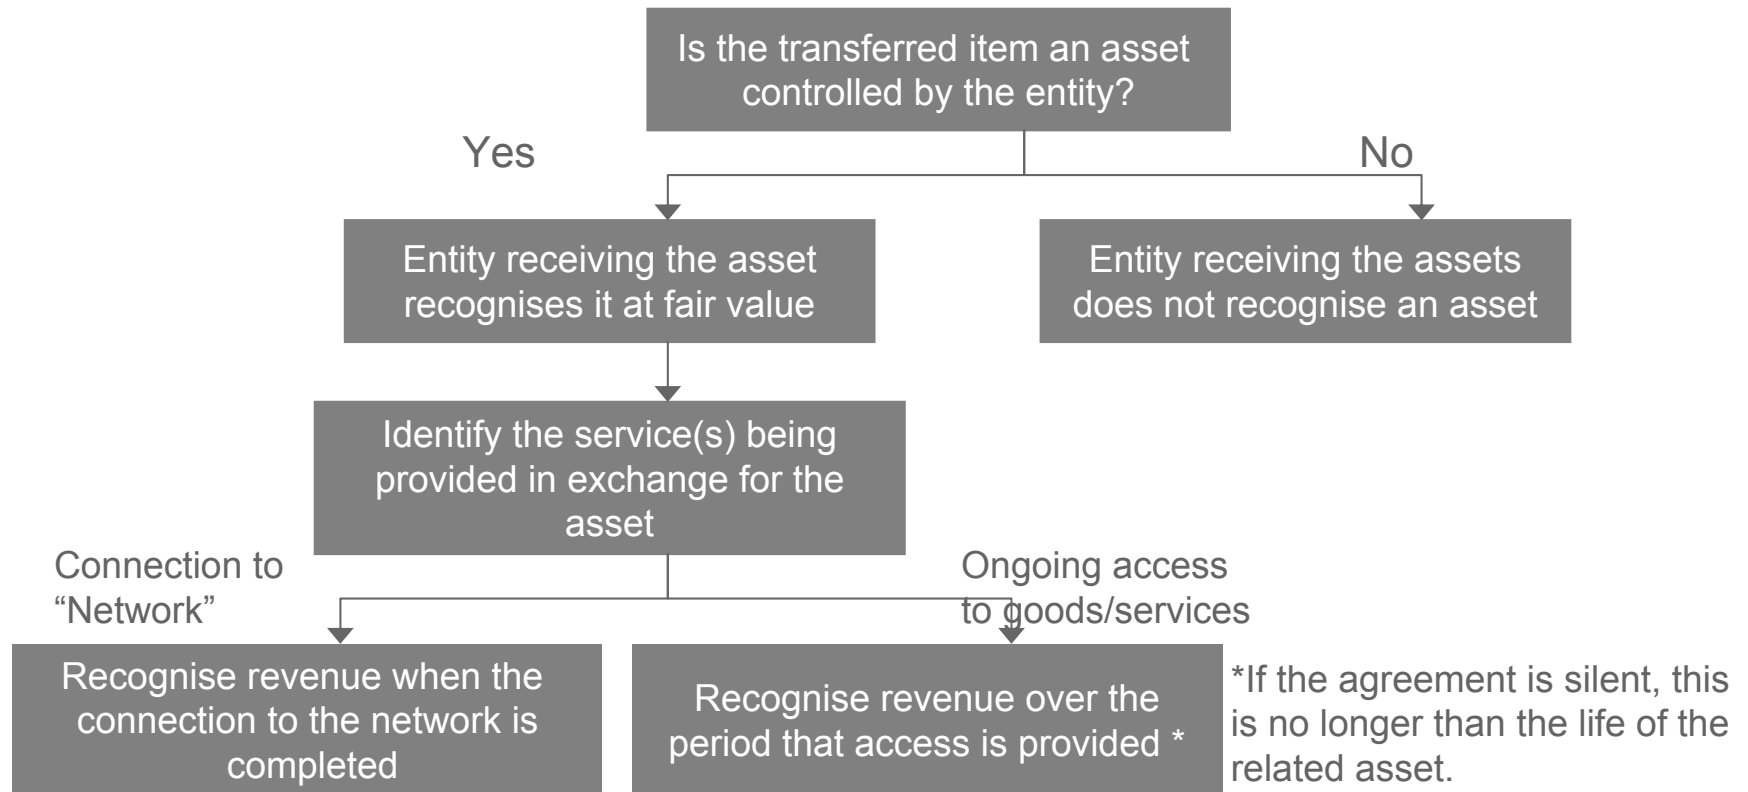 Is the transferred item an asset
controlled by the entity?
Yes
No
Entity receiving the asset
recognises it at fair value
Entity receiving the assets
does not recognise an asset
Identify the service(s) being
provided in exchange for the
asset
Connection to
“Network”
Ongoing access
to goods/services
Recognise revenue when the
connection to the network is
completed
Recognise revenue over the
period that access is provided *
*If the agreement is silent, this
is no longer than the life of the
related asset.